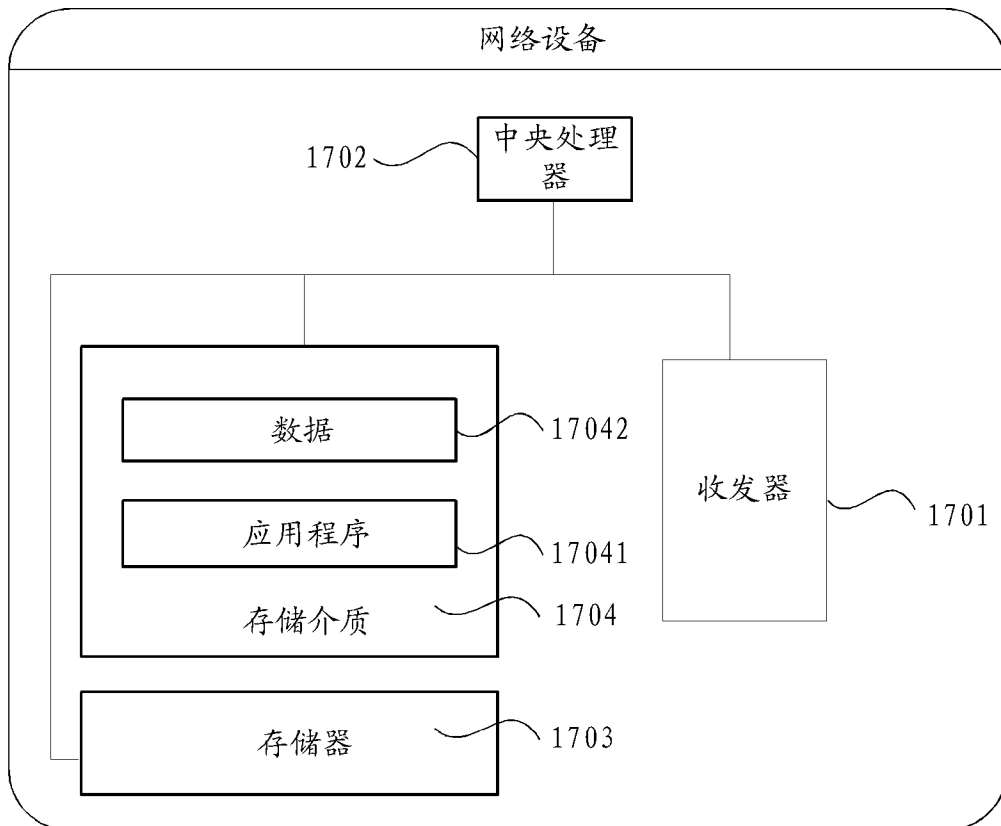 网络设备
1702
中央处理
器
数据
17042
收发器
1701
应用程序
17041
存储介质
1704
存储器
1703